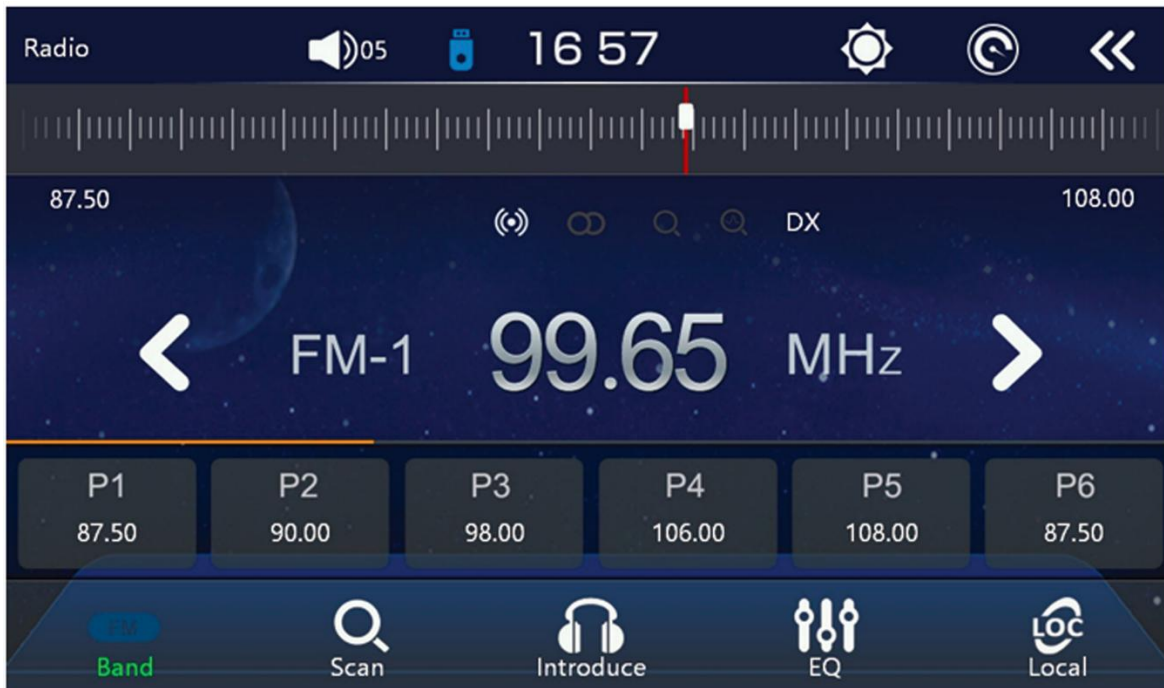 Radio 05 16 57
87.50 108.00
DX
FM-1 99.65 MHz
P1 P2 P3 P4 P5 P6
87.50 90.00 98.00 106.00 108.00 87.50
FM LOC
Band Scan Introduce EQ Local